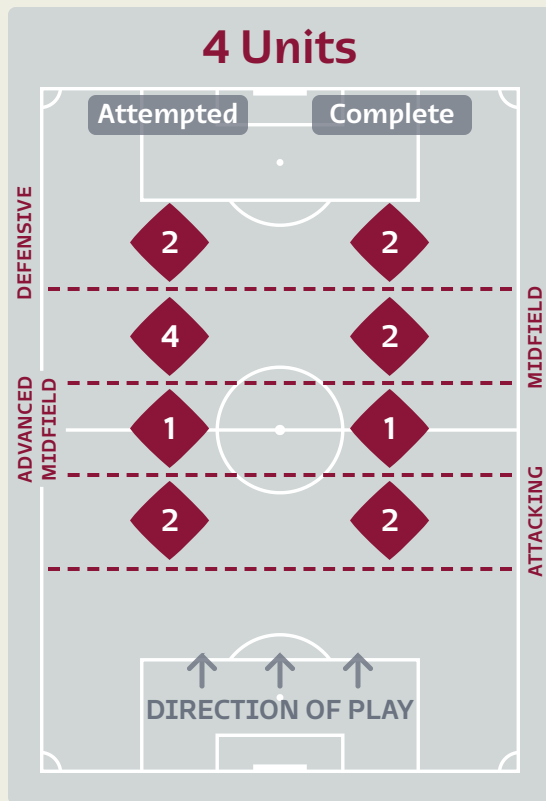 4 Units
Attempted
Complete
DEFENSIVE
2
2
MIDFIELD
4
2
ADVANCED
MIDFIELD
1
1
ATTACKING
2
2
DIRECTION OF PLAY